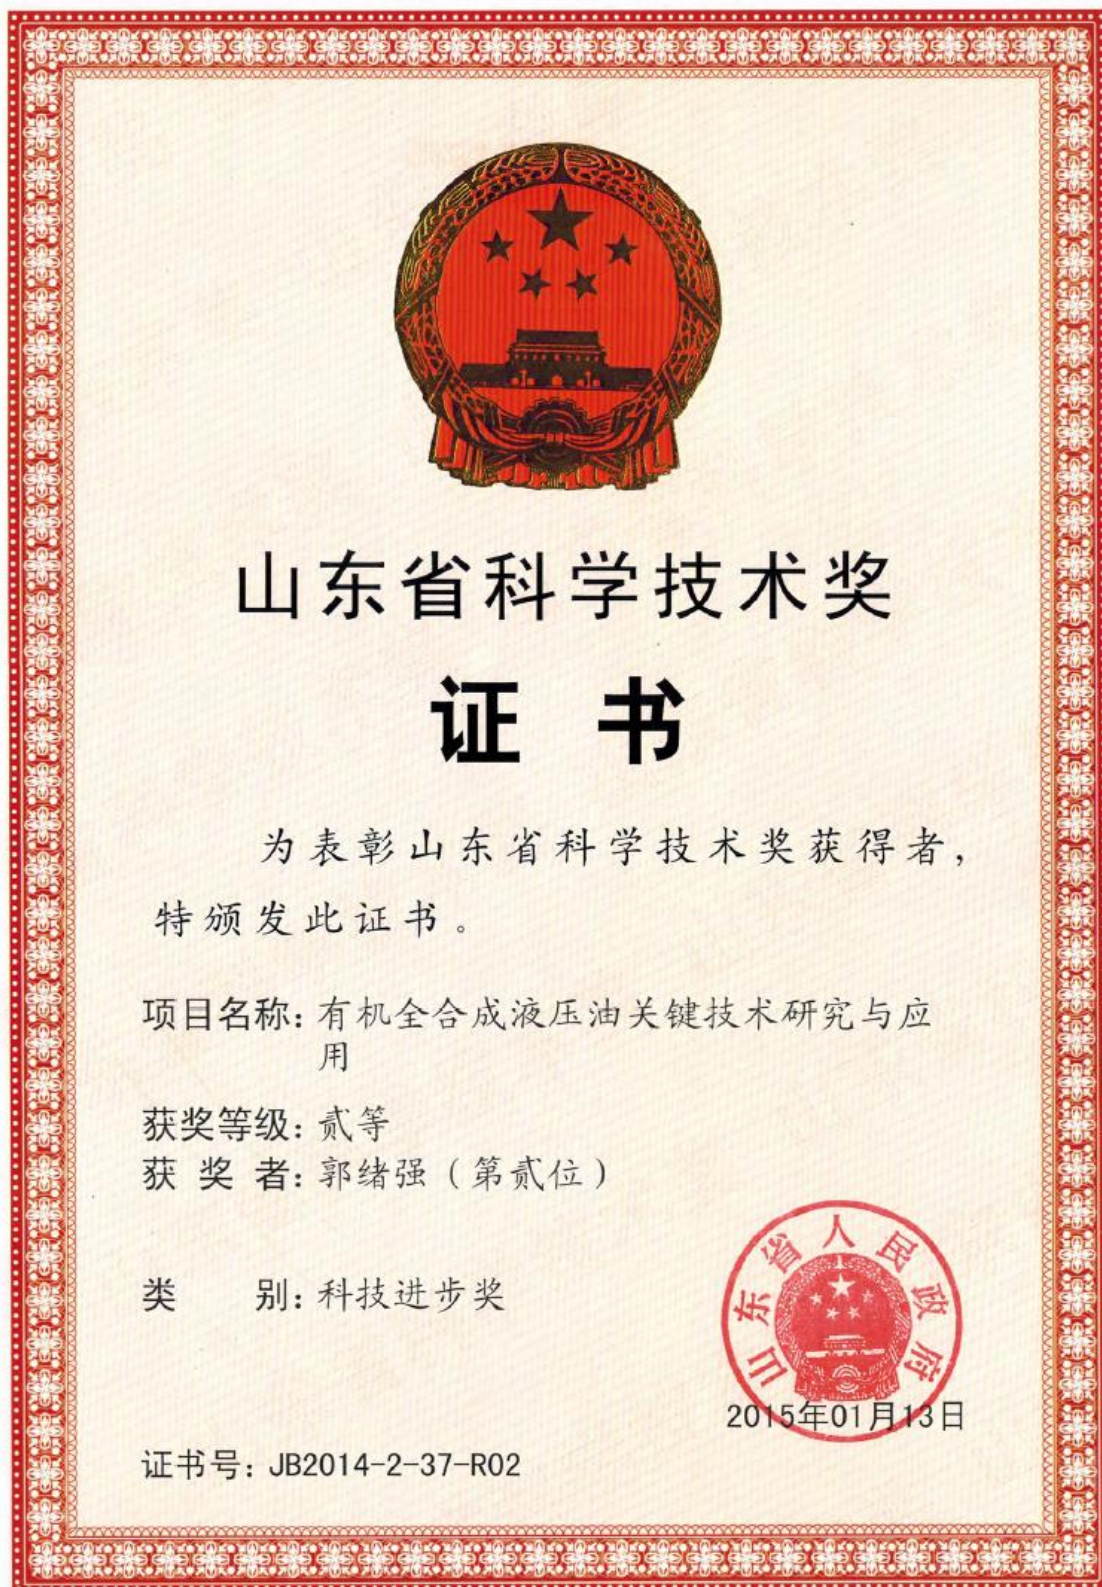 山东省科学技术奖
证书
为表彰山东省科学技术奖获得者,
特颁发此证书。
项目名称:有机全合成液压油关键技术研究与应
用
获奖等级:贰等
获奖者:郭绪强(第贰位)
类别:科技进步奖
山东省人民政府
2015年01月13日
证书号:JB2014-2-37-R02